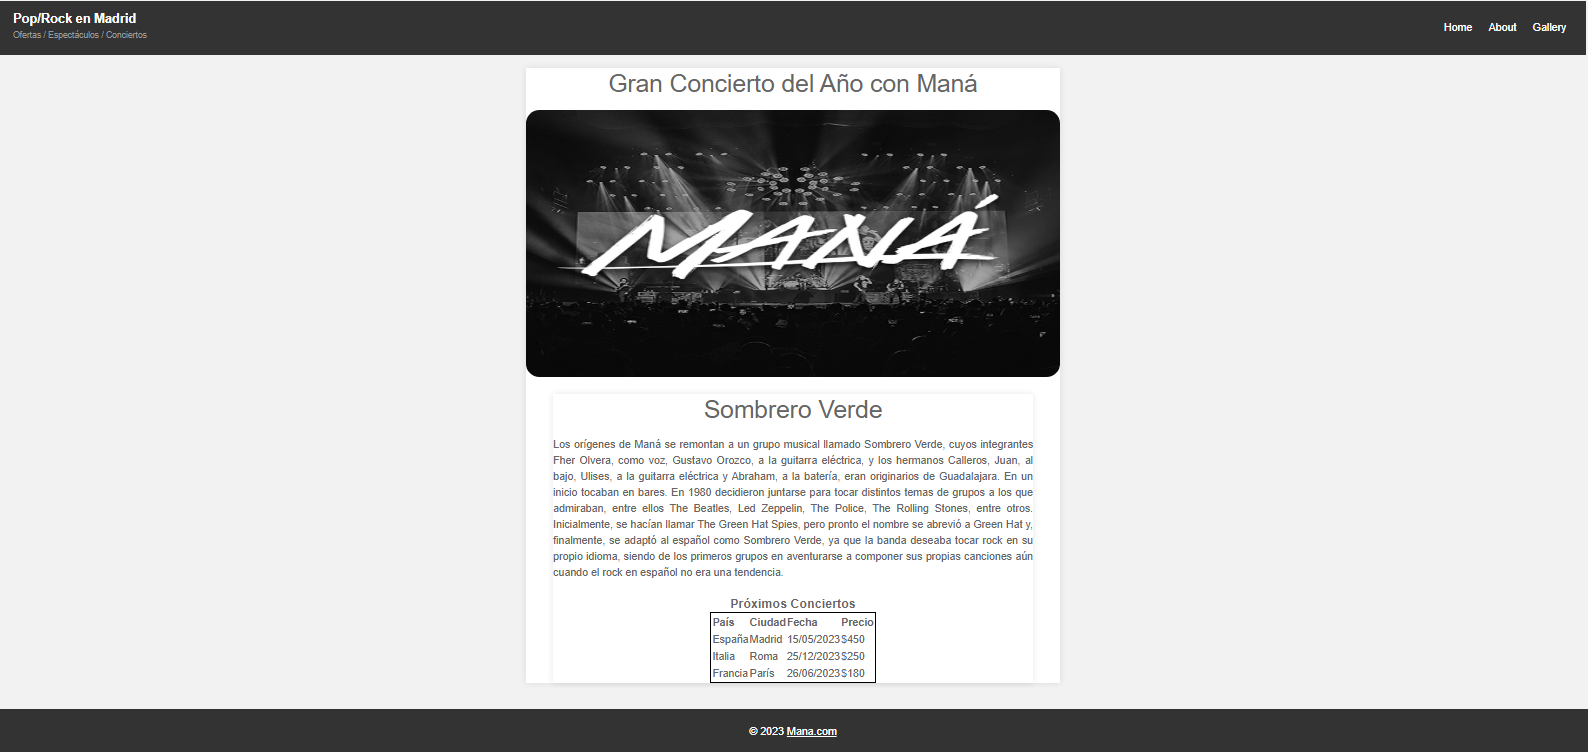 Pop/Rock en Madrid
Ofertas / Espectáculos / Conciertos
Home About Gallery
Gran Concierto del Año con Maná
MANÁ
Sombrero Verde
Los orígenes de Maná se remontan a un grupo musical llamado Sombrero Verde, cuyos integrantes
Fher Olvera, como voz, Gustavo Orozco, a la guitarra eléctrica, y los hermanos Calleros, Juan, al
bajo, Ulises, a la guitarra eléctrica y Abraham, a la batería, eran originarios de Guadalajara. En un
inicio tocaban en bares. En 1980 decidieron juntarse para tocar distintos temas de grupos a los que
admiraban, entre ellos The Beatles, Led Zeppelin, The Police, The Rolling Stones, entre otros.
Inicialmente, se hacían llamar The Green Hat Spies, pero pronto el nombre se abrevió a Green Hat y,
finalmente, se adaptó al español como Sombrero Verde, ya que la banda deseaba tocar rock en su
propio idioma, siendo de los primeros grupos en aventurarse a componer sus propias canciones aún
cuando el rock en español no era una tendencia.
Próximos Conciertos
País Ciudad Fecha Precio
España Madrid 15/05/2023 $450
Italia Roma 25/12/2023 $250
Francia París 26/06/2023 $180
© 2023 Mana.com